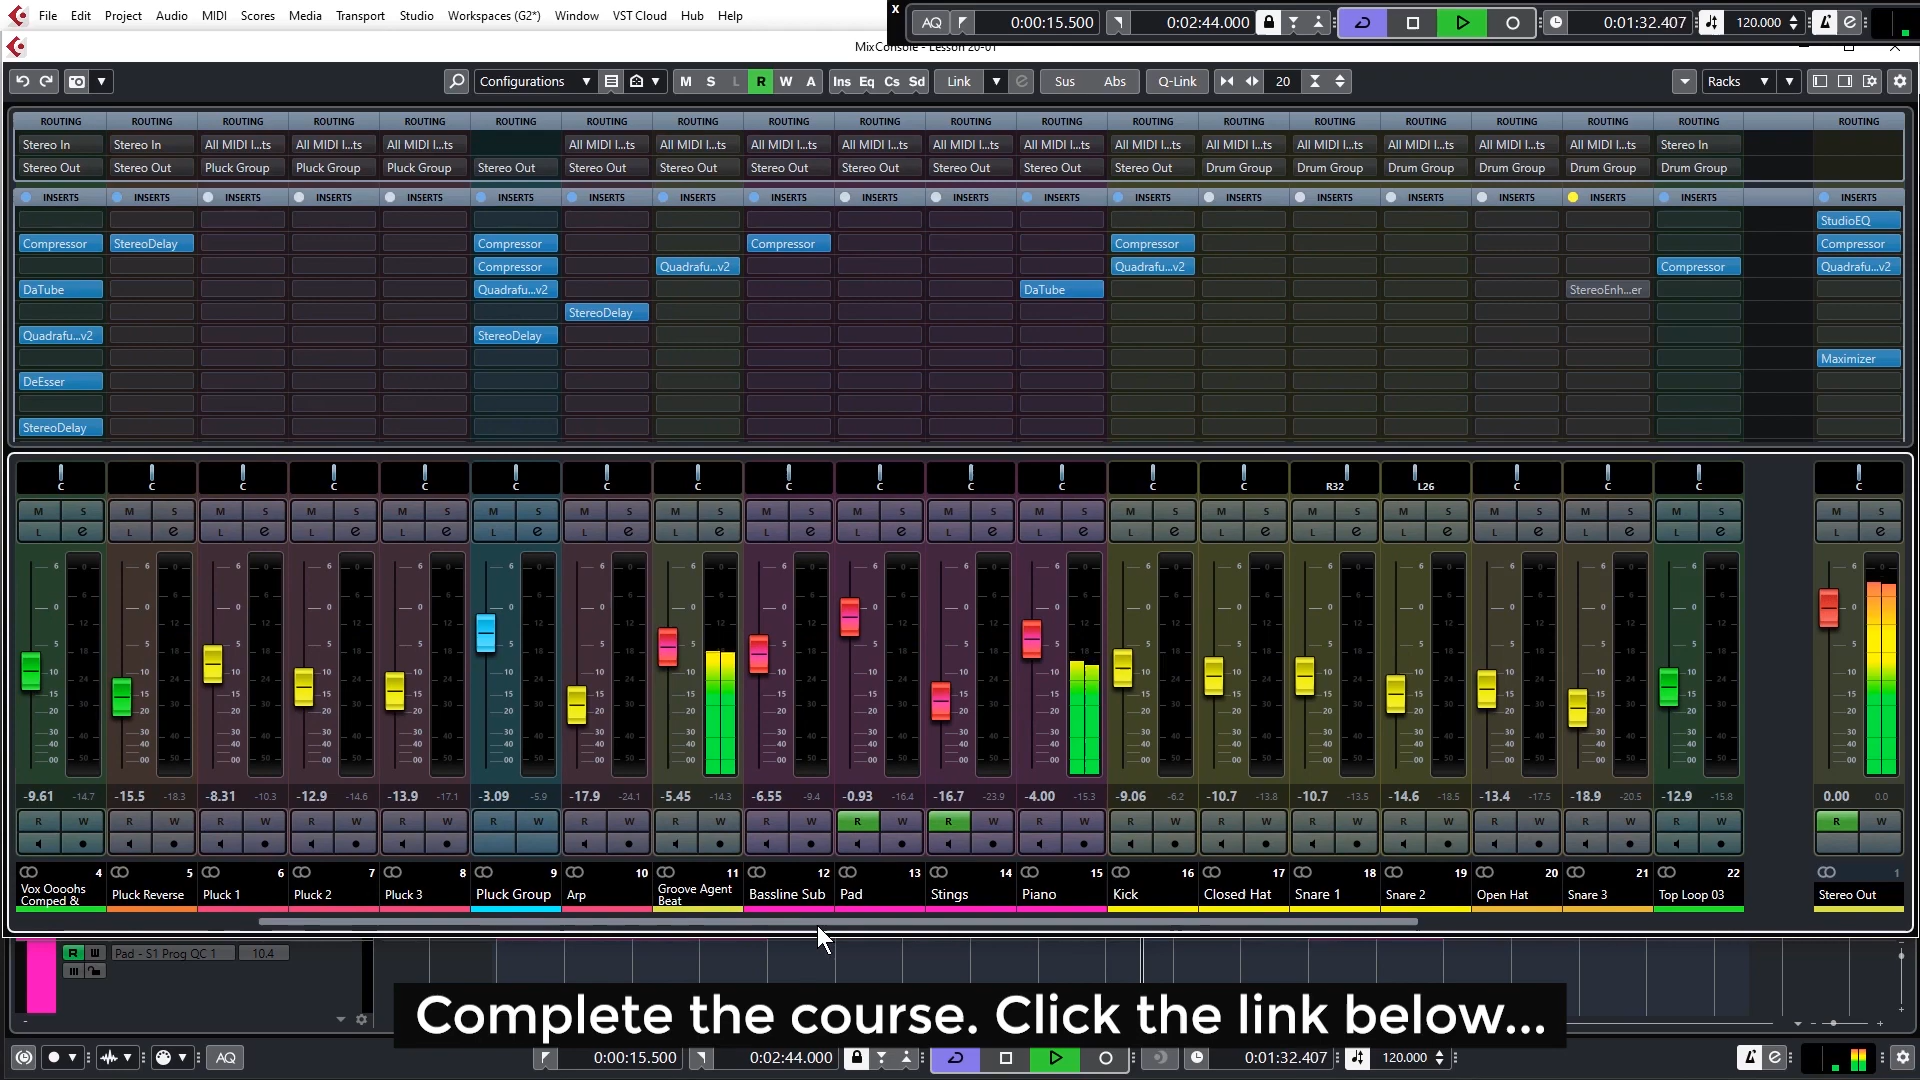 File Edit Project Audio MIDI Scores Media Transport Studio Workspaces (G2*) Window VST Cloud Hub Help
x AQ 0:00:15.500 0:02:44.000 0:01:32.407 120.000
MixConsole - Lesson 20-01
Configurations M S L R W A Ins Eq Cs Sd Link Sus Abs Q-Link 20 Racks
ROUTING ROUTING ROUTING ROUTING ROUTING ROUTING ROUTING ROUTING ROUTING ROUTING ROUTING ROUTING ROUTING ROUTING ROUTING ROUTING ROUTING ROUTING ROUTING ROUTING
Stereo In Stereo In All MIDI I...ts All MIDI I...ts All MIDI I...ts All MIDI I...ts All MIDI I...ts All MIDI I...ts All MIDI I...ts All MIDI I...ts All MIDI I...ts All MIDI I...ts All MIDI I...ts All MIDI I...ts All MIDI I...ts All MIDI I...ts All MIDI I...ts Stereo In
Stereo Out Stereo Out Pluck Group Pluck Group Pluck Group Stereo Out Stereo Out Stereo Out Stereo Out Stereo Out Stereo Out Stereo Out Stereo Out Drum Group Drum Group Drum Group Drum Group Drum Group Drum Group
INSERTS INSERTS INSERTS INSERTS INSERTS INSERTS INSERTS INSERTS INSERTS INSERTS INSERTS INSERTS INSERTS INSERTS INSERTS INSERTS INSERTS INSERTS INSERTS INSERTS
StudioEQ
Compressor StereoDelay Compressor Compressor Compressor Compressor
Compressor Quadrafu...v2 Quadrafu...v2 Compressor Quadrafu...v2
DaTube Quadrafu...v2 DaTube StereoEnh...er
StereoDelay
Quadrafu...v2 StereoDelay
Maximizer
DeEsser
StereoDelay
C C C C C C C C C C C C C C R32 L26 C C C C
-9.61 -14.7 -15.5 -18.3 -8.31 -10.3 -12.9 -14.6 -13.9 -17.1 -3.09 -5.9 -17.9 -24.1 -5.45 -14.3 -6.55 -9.4 -0.93 -16.4 -16.7 -23.9 -4.00 -15.3 -9.06 -6.2 -10.7 -13.8 -10.7 -13.5 -14.6 -18.5 -13.4 -17.5 -18.9 -20.5 -12.9 -15.8 0.00 0.0
R W R W R W R W R W R W R W R W R W R W R W R W R W R W R W R W R W R W R W R W
4 5 6 7 8 9 10 11 12 13 14 15 16 17 18 19 20 21 22 1
Vox Oooohs Comped & Pluck Reverse Pluck 1 Pluck 2 Pluck 3 Pluck Group Arp Groove Agent Beat Bassline Sub Pad Stings Piano Kick Closed Hat Snare 1 Snare 2 Open Hat Snare 3 Top Loop 03 Stereo Out
R Pad - S1 Prog QC 1 10.4
Complete the course. Click the link below...
AQ 0:00:15.500 0:02:44.000 0:01:32.407 120.000